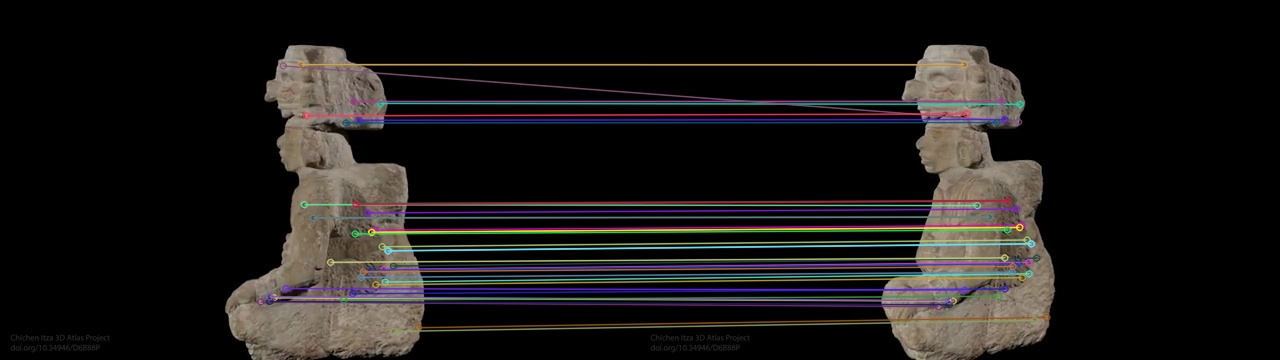 Chichen Itza 3D Atlas Project
doi.org/10.34946/D6B88P
Chichen Itza 3D Atlas Project
doi.org/10.34946/D6B88P